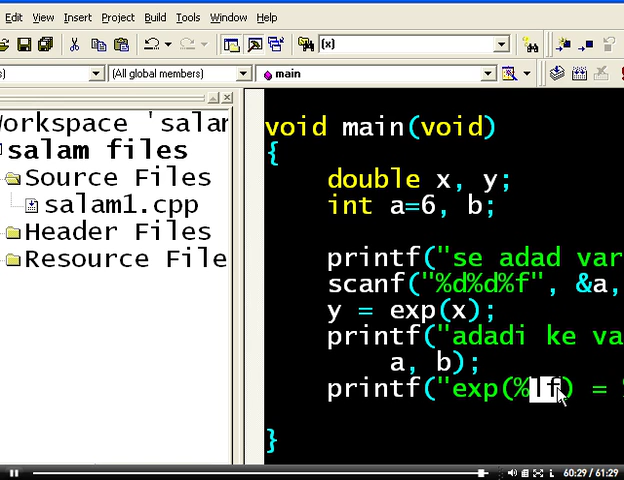 Edit View Insert Project Build Tools Window Help
{x}
s) (All global members) main
orkspace 'salam
salam files
Source Files
salam1.cpp
Header Files
Resource File
void main(void)
{
double x, y;
int a=6, b;
printf("se adad var
scanf("%d%d%f", &a,
y = exp(x);
printf("adadi ke va
a, b);
printf("exp(%lf) = %
}
60:29 / 61:29